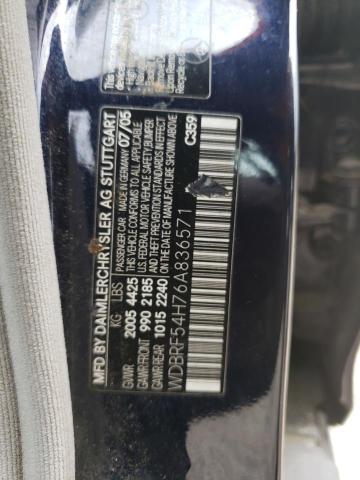 MFD BY DAIMLERCHRYSLER AG STUTTGART
PASSENGER CAR MADE IN GERMANY 07/05
KG LBS
GVWR 2005 4425
GAWR FRONT 990 2185
GAWR REAR 1015 2240
THIS VEHICLE CONFORMS TO ALL APPLICABLE
U.S. FEDERAL MOTOR VEHICLE SAFETY, BUMPER
AND THEFT PREVENTION STANDARDS IN EFFECT
ON THE DATE OF MANUFACTURE SHOWN ABOVE
WDBRF54H76A836571
C359